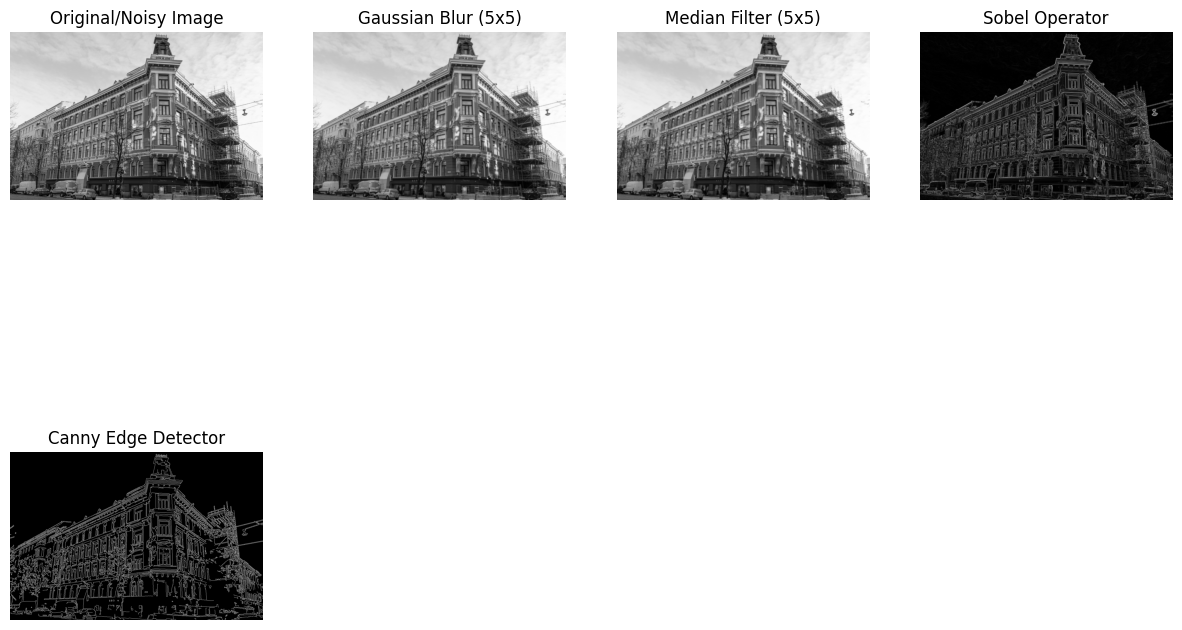 Original/Noisy Image
Gaussian Blur (5x5)
Median Filter (5x5)
Sobel Operator
Canny Edge Detector